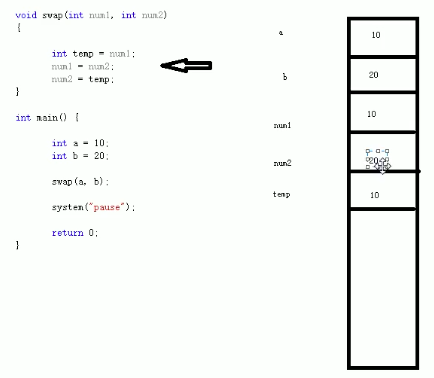 void swap(int num1, int num2)
{
int temp = num1;
num1 = num2;
num2 = temp;
}
int main() {
int a = 10;
int b = 20;
swap(a, b);
system("pause");
return 0;
}
a
10
b
20
num1
10
num2
20
temp
10